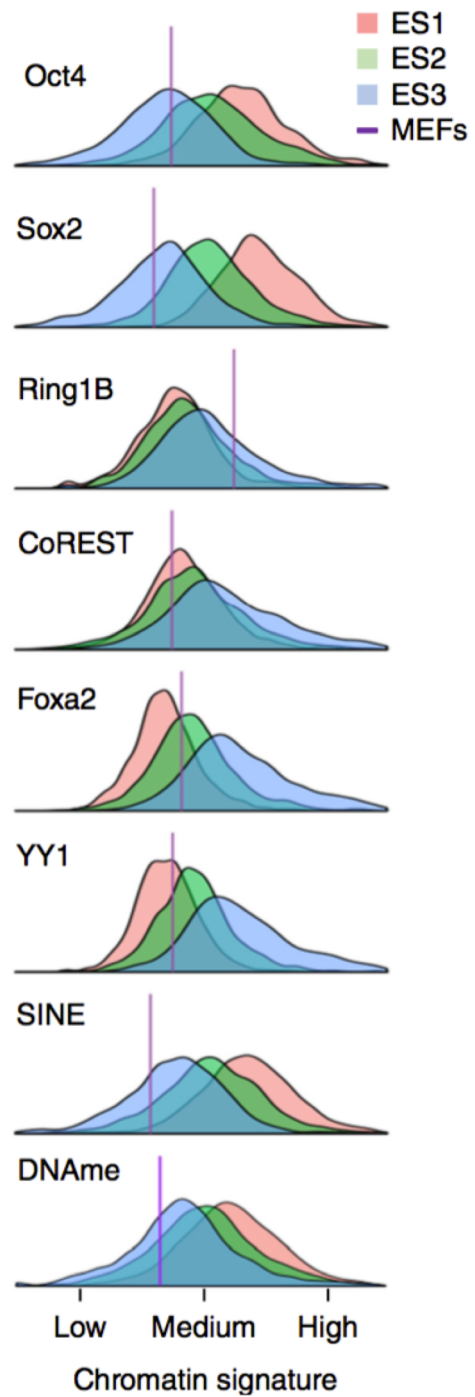 ES1
ES2
ES3
MEFs
Oct4
Sox2
Ring1B
CoREST
Foxa2
YY1
SINE
DNAme
Low Medium High
Chromatin signature